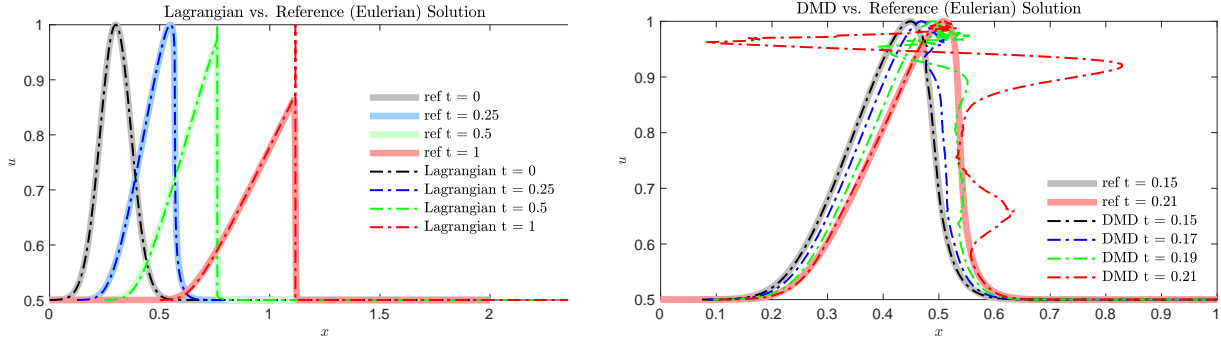 Lagrangian vs. Reference (Eulerian) Solution
1
0.9
0.8
0.7
0.6
0.5
u
0
0.5
1
1.5
2
x
ref t = 0
ref t = 0.25
ref t = 0.5
ref t = 1
Lagrangian t = 0
Lagrangian t = 0.25
Lagrangian t = 0.5
Lagrangian t = 1
DMD vs. Reference (Eulerian) Solution
1
0.9
0.8
0.7
0.6
0.5
u
0
0.1
0.2
0.3
0.4
0.5
0.6
0.7
0.8
0.9
1
x
ref t = 0.15
ref t = 0.21
DMD t = 0.15
DMD t = 0.17
DMD t = 0.19
DMD t = 0.21